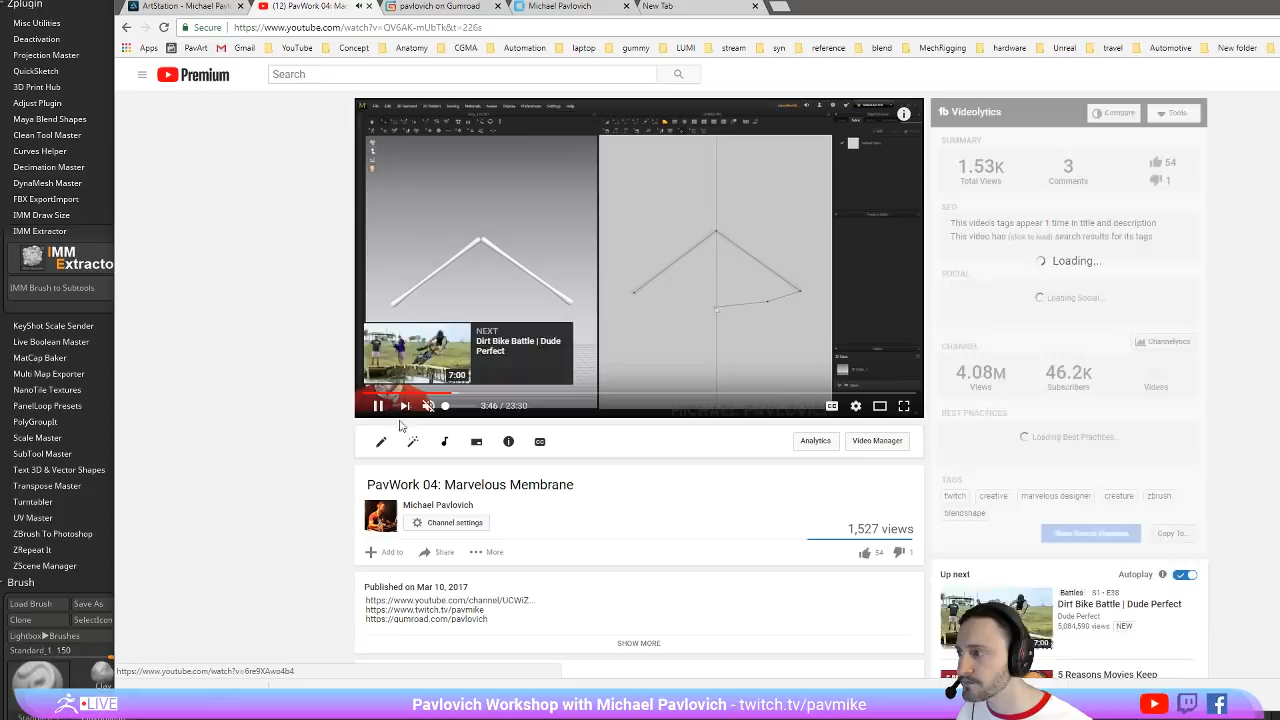 Zplugin
Misc Utilities
Deactivation
Projection Master
QuickSketch
3D Print Hub
Adjust Plugin
Maya Blend Shapes
Clean Tool Master
Curves Helper
Decimation Master
DynaMesh Master
FBX ExportImport
IMM Draw Size
IMM Extractor
IMM
Extracto
IMM Brush to Subtools
KeyShot Scale Sender
Live Boolean Master
MatCap Baker
Multi Map Exporter
NanoTile Textures
PanelLoop Presets
PolyGroupIt
Scale Master
SubTool Master
Text 3D & Vector Shapes
Transpose Master
Turntabler
UV Master
ZBrush To Photoshop
ZRepeat It
ZScene Manager
Brush
Load Brush Save As
Clone SelectIcon
Lightbox▶Brushes
Standard_1. 150
Clay
ArtStation - Michael Pavlo
(12) PavWork 04: Mar
pavlovich on Gumroad
Michael Pavlovich
New Tab
Secure https://www.youtube.com/watch?v=QV6AK-mUbTk&t=226s
Apps PavArt Gmail YouTube Concept Anatomy CGMA Automation laptop gummy LUMI stream syn reference blend MechRigging hardware Unreal travel Automotive New folder
Premium
Search
NEXT
Dirt Bike Battle | Dude
Perfect
7:00
3:46 / 23:30
MICHAEL PAVLOVICH
Analytics Video Manager
PavWork 04: Marvelous Membrane
Michael Pavlovich
Channel settings
1,527 views
Add to Share More
54 1
Published on Mar 10, 2017
https://www.youtube.com/channel/UCWiZ...
https://www.twitch.tv/pavmike
https://gumroad.com/pavlovich
SHOW MORE
https://www.youtube.com/watch?v=6re9XAwo4b4
Videolytics
Compare Tools
SUMMARY
1.53K 3 54
1
Total Views Comments
SEO
This video's tags appear 1 time in title and description
This video has (click to load) search results for its tags
Loading...
SOCIAL
Loading Social...
CHANNEL
Channelytics
4.08M 46.2K
Views Subscribers Videos
BEST PRACTICES
Loading Best Practices...
TAGS
twitch creative marvelous designer creature zbrush
blendshape
Copy To...
Up next Autoplay
Battles S1 • E38
Dirt Bike Battle | Dude Perfect
Dude Perfect
5,084,590 views NEW
7:00
5 Reasons Movies Keep
LIVE
Pavlovich Workshop with Michael Pavlovich - twitch.tv/pavmike